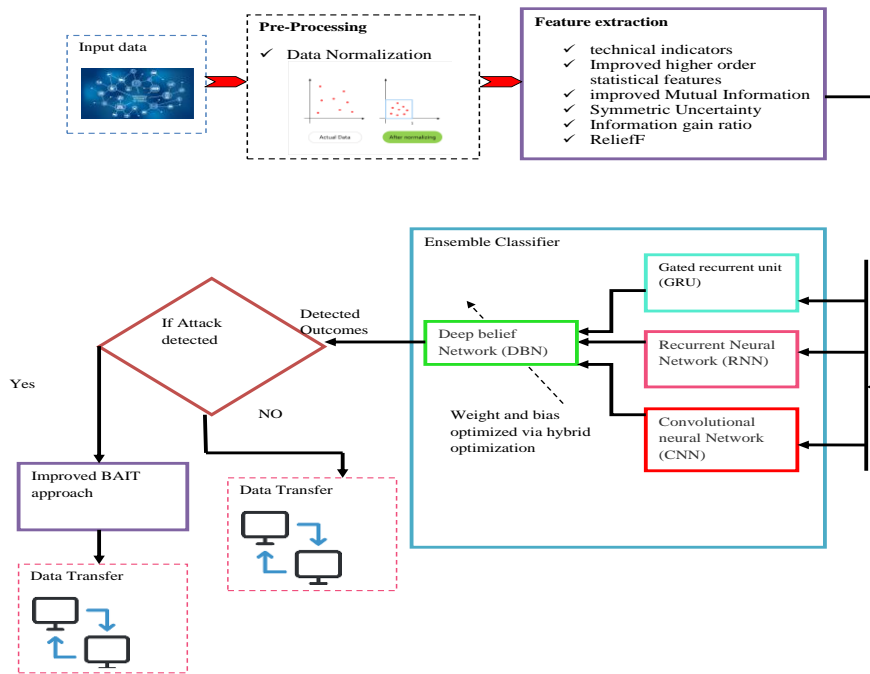 Input data
Pre-Processing
✓ Data Normalization
Actual Data
After normalizing
Feature extraction
✓ technical indicators
✓ Improved higher order
statistical features
✓ improved Mutual Information
✓ Symmetric Uncertainty
✓ Information gain ratio
✓ ReliefF
Ensemble Classifier
Gated recurrent unit
(GRU)
Recurrent Neural
Network (RNN)
Convolutional
neural Network
(CNN)
Deep belief
Network (DBN)
Weight and bias
optimized via hybrid
optimization
Detected
Outcomes
If Attack
detected
Yes
NO
Improved BAIT
approach
Data Transfer
Data Transfer